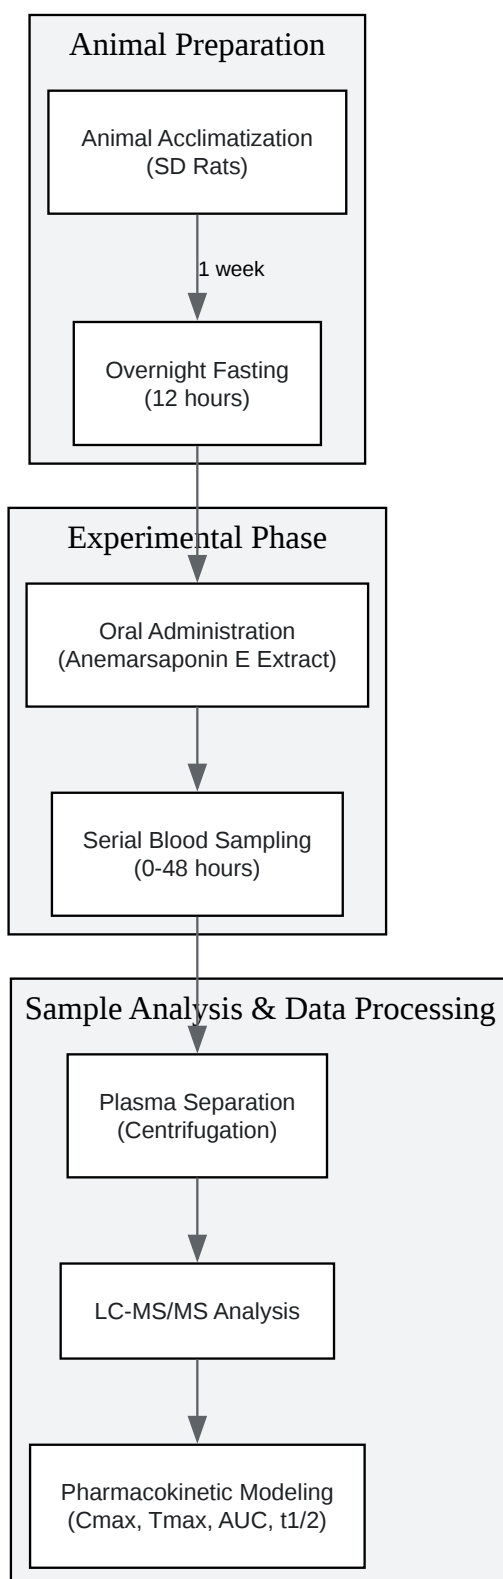 Animal Preparation
Animal Acclimatization
(SD Rats)
1 week
Overnight Fasting
(12 hours)
Experimental Phase
Oral Administration
(Anemarsaponin E Extract)
Serial Blood Sampling
(0-48 hours)
Sample Analysis & Data Processing
Plasma Separation
(Centrifugation)
LC-MS/MS Analysis
Pharmacokinetic Modeling
(Cmax, Tmax, AUC, t1/2)